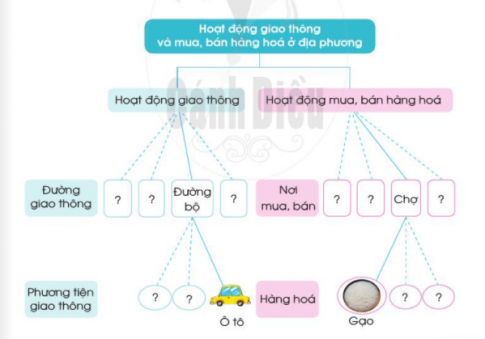 Hoạt động giao thông
và mua, bán hàng hoá ở địa phương
Cánh Diều
Hoạt động giao thông
Hoạt động mua, bán hàng hoá
Đường
giao thông
?
?
Đường
bộ
?
Nơi
mua, bán
?
?
Chợ
?
Phương tiện
giao thông
?
?
Ô tô
Hàng hoá
Gạo
?
?